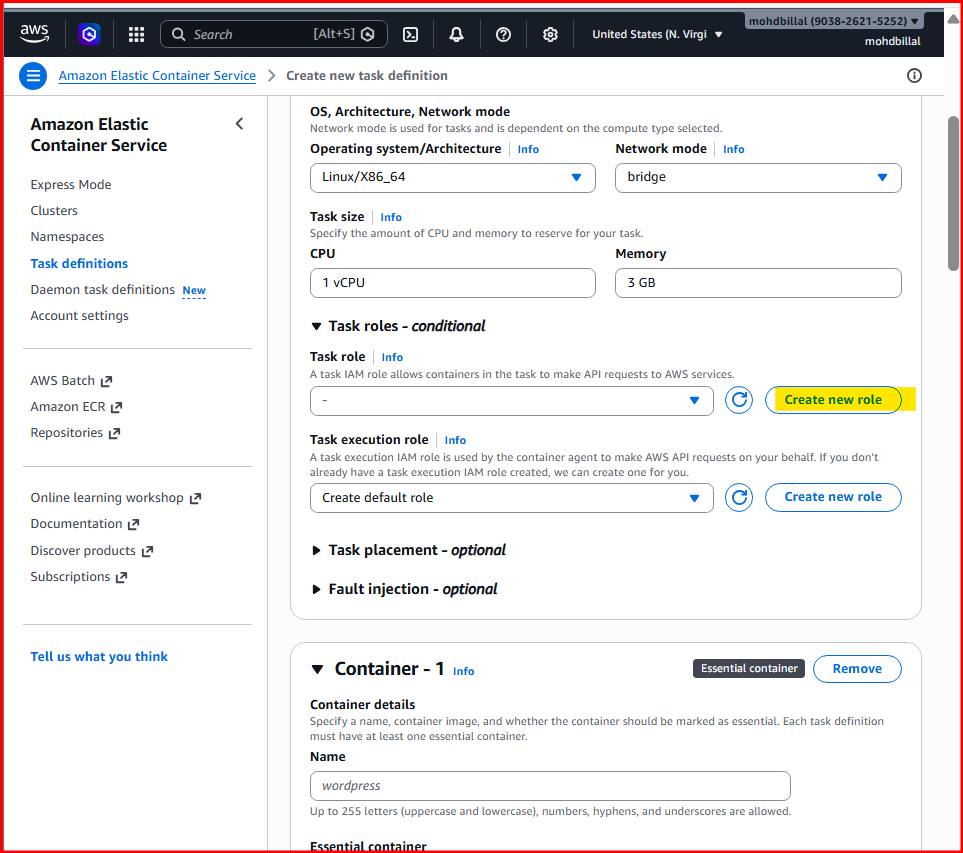 aws
Search [Alt+S]
United States (N. Virgi
mohdbillal (9038-2621-5252)
mohdbillal
Amazon Elastic Container Service > Create new task definition
Amazon Elastic
Container Service
Express Mode
Clusters
Namespaces
Task definitions
Daemon task definitions New
Account settings
AWS Batch
Amazon ECR
Repositories
Online learning workshop
Documentation
Discover products
Subscriptions
Tell us what you think
OS, Architecture, Network mode
Network mode is used for tasks and is dependent on the compute type selected.
Operating system/Architecture Info
Network mode Info
Linux/X86_64
bridge
Task size Info
Specify the amount of CPU and memory to reserve for your task.
CPU
Memory
1 vCPU
3 GB
Task roles - conditional
Task role Info
A task IAM role allows containers in the task to make API requests to AWS services.
-
Create new role
Task execution role Info
A task execution IAM role is used by the container agent to make AWS API requests on your behalf. If you don't
already have a task execution IAM role created, we can create one for you.
Create default role
Create new role
Task placement - optional
Fault injection - optional
Container - 1 Info
Essential container
Remove
Container details
Specify a name, container image, and whether the container should be marked as essential. Each task definition
must have at least one essential container.
Name
wordpress
Up to 255 letters (uppercase and lowercase), numbers, hyphens, and underscores are allowed.
Essential container